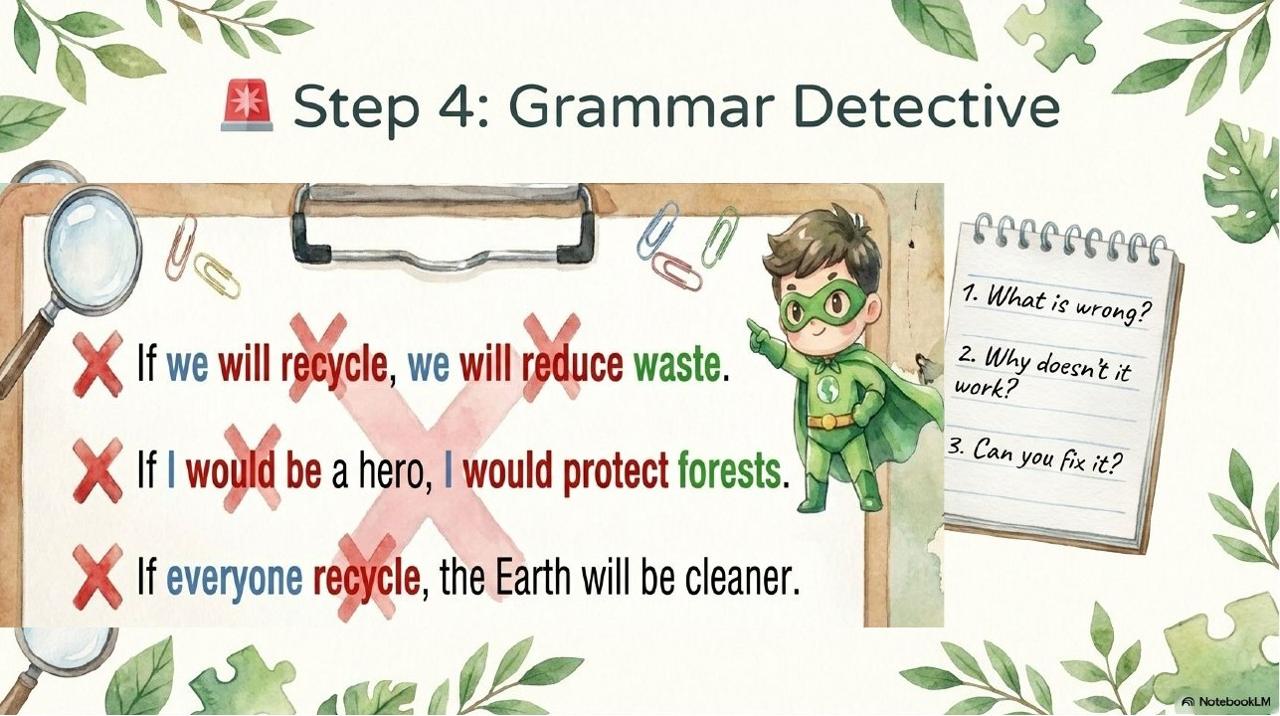 Step 4: Grammar Detective
If we will recycle, we will reduce waste.
If I would be a hero, I would protect forests.
If everyone recycle, the Earth will be cleaner.
1. What is wrong?
2. Why doesn't it
work?
3. Can you fix it?
NotebookLM